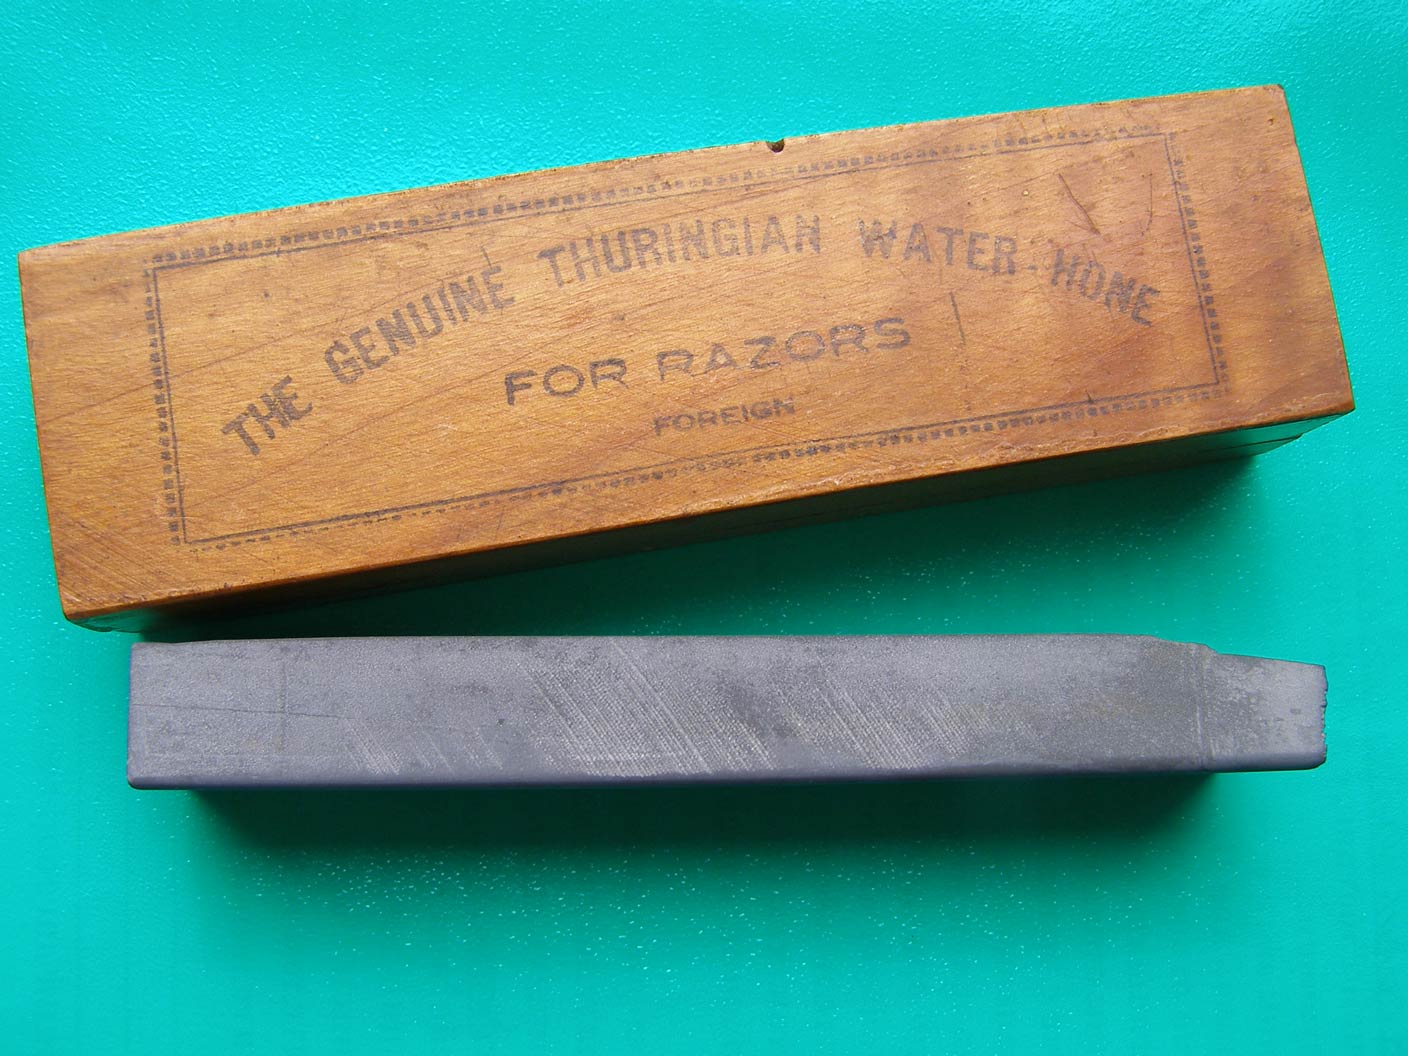 THE GENUINE THURINGIAN WATER-HONE
FOR RAZORS
FOREIGN